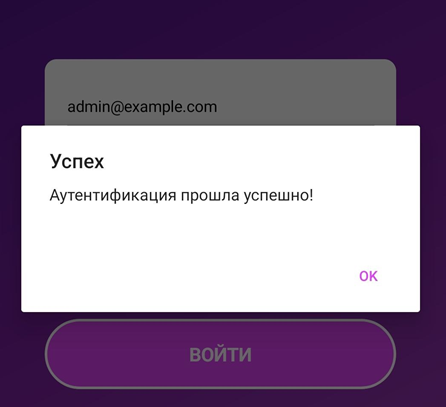 admin@example.com
Успех
Аутентификация прошла успешно!
OK
ВОЙТИ